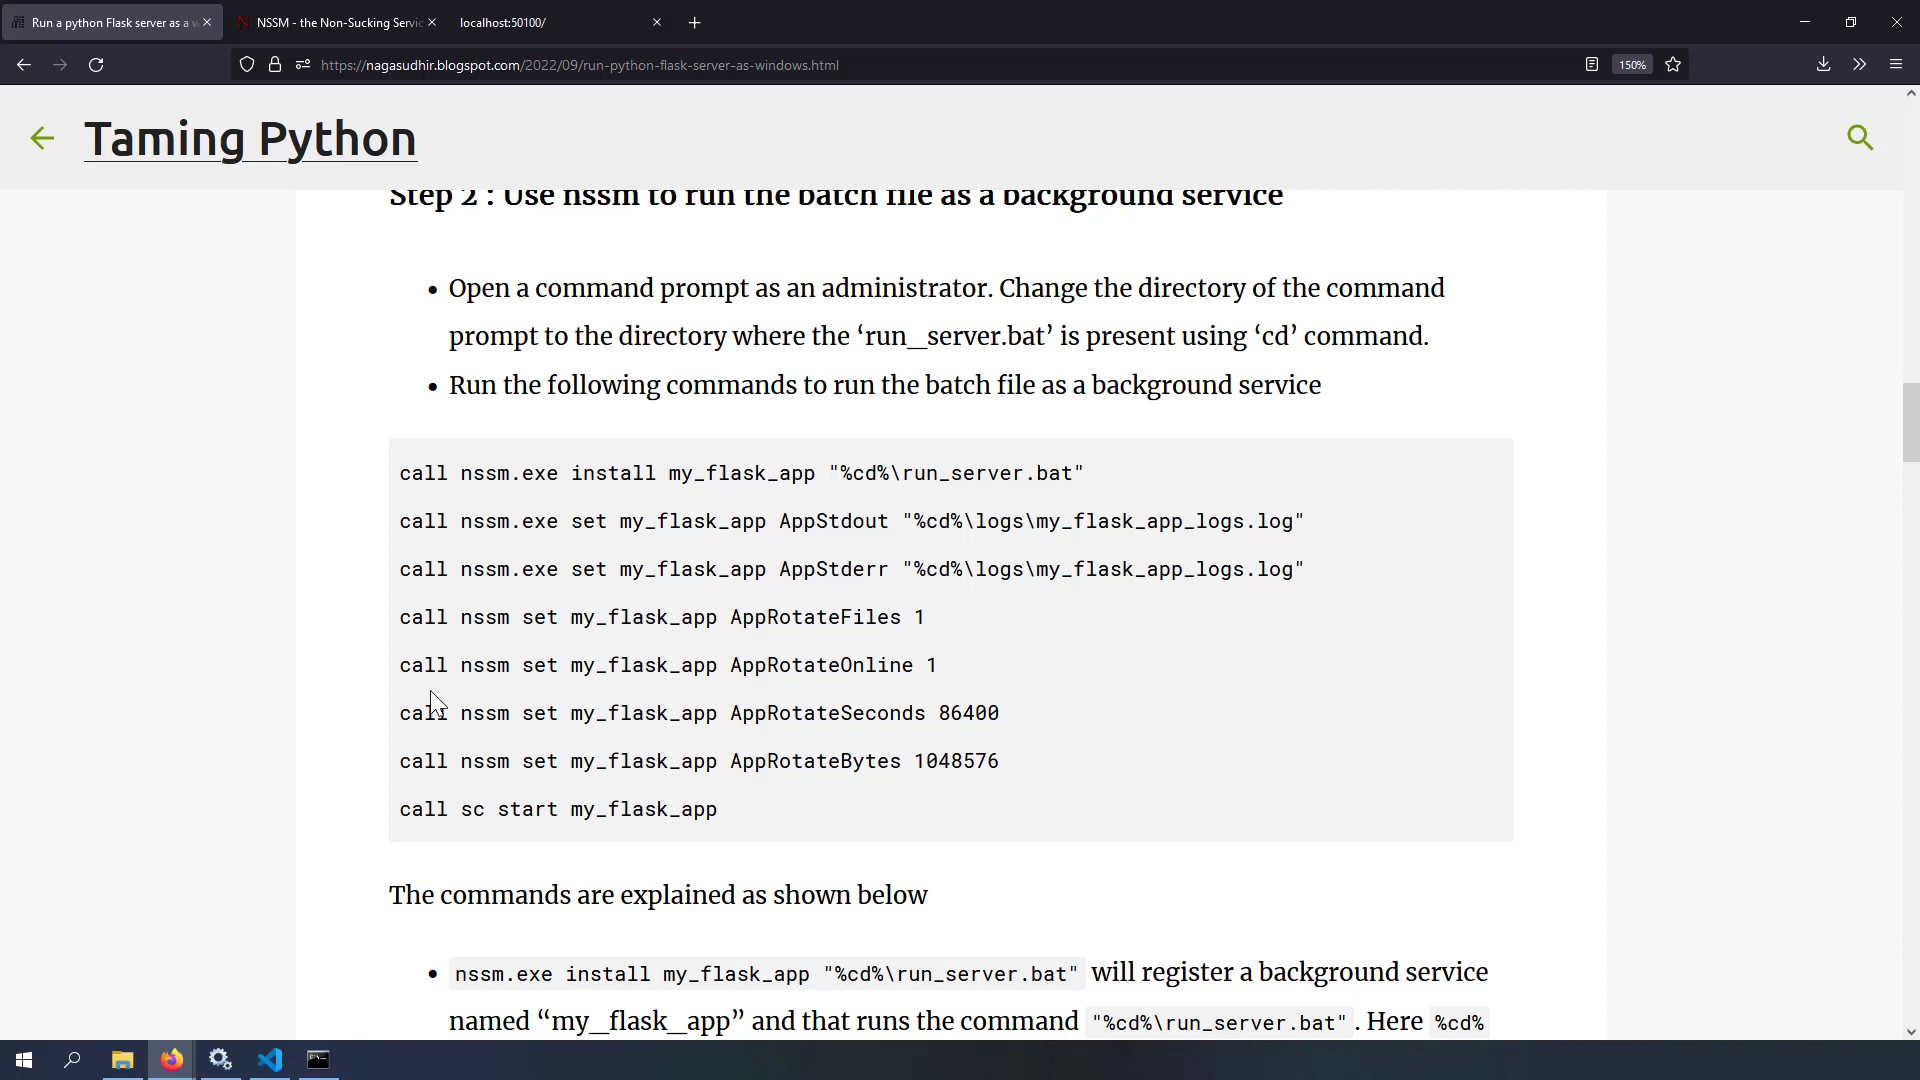 Run a python Flask server as a w
NSSM - the Non-Sucking Servic
localhost:50100/
https://nagasudhir.blogspot.com/2022/09/run-python-flask-server-as-windows.html
150%
Taming Python
Step 2 : Use nssm to run the batch file as a background service
• Open a command prompt as an administrator. Change the directory of the command
prompt to the directory where the ‘run_server.bat’ is present using ‘cd’ command.
• Run the following commands to run the batch file as a background service
call nssm.exe install my_flask_app "%cd%\run_server.bat"
call nssm.exe set my_flask_app AppStdout "%cd%\logs\my_flask_app_logs.log"
call nssm.exe set my_flask_app AppStderr "%cd%\logs\my_flask_app_logs.log"
call nssm set my_flask_app AppRotateFiles 1
call nssm set my_flask_app AppRotateOnline 1
call nssm set my_flask_app AppRotateSeconds 86400
call nssm set my_flask_app AppRotateBytes 1048576
call sc start my_flask_app
The commands are explained as shown below
• nssm.exe install my_flask_app "%cd%\run_server.bat" will register a background service
named “my_flask_app” and that runs the command "%cd%\run_server.bat". Here %cd%